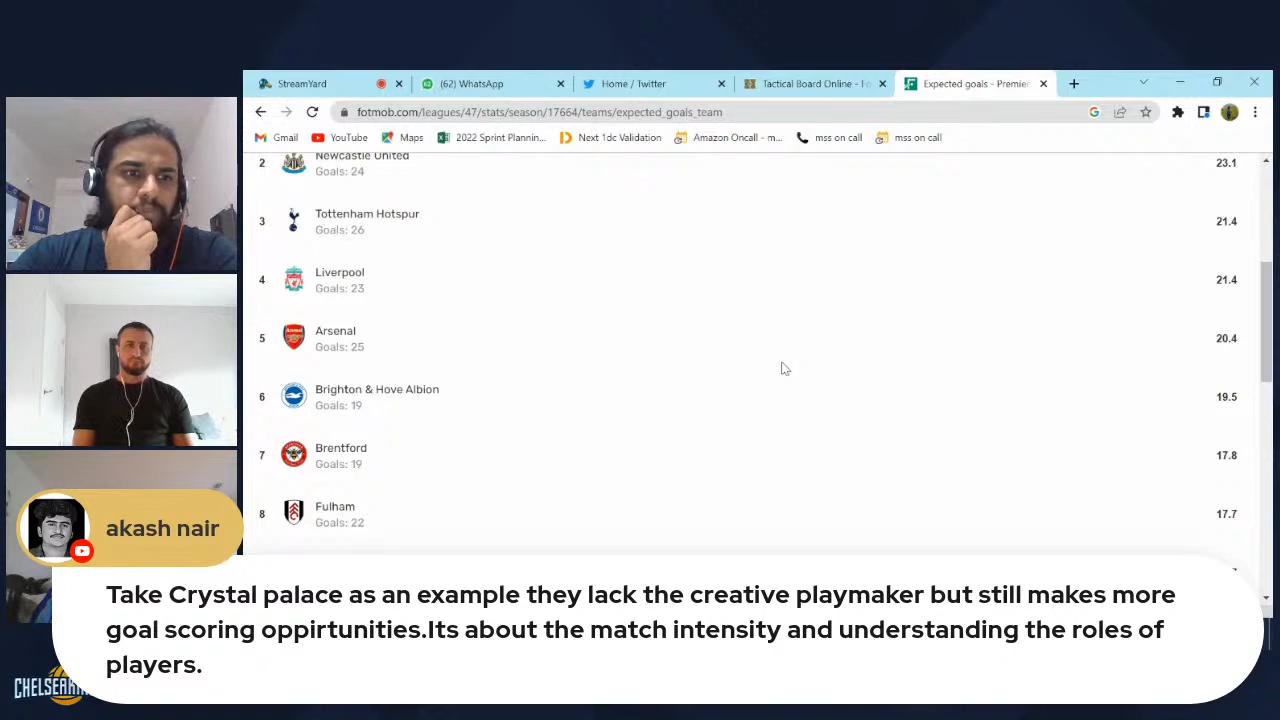 StreamYard
(62) WhatsApp
Home / Twitter
Tactical Board Online - Fo
Expected goals - Premier
fotmob.com/leagues/47/stats/season/17664/teams/expected_goals_team
Gmail
YouTube
Maps
2022 Sprint Plannin...
Next 1dc Validation
Amazon Oncall - m...
mss on call
mss on call
2 Newcastle United 23.1
Goals: 24
3 Tottenham Hotspur 21.4
Goals: 26
4 Liverpool 21.4
Goals: 23
5 Arsenal 20.4
Goals: 25
6 Brighton & Hove Albion 19.5
Goals: 19
7 Brentford 17.8
Goals: 19
8 Fulham 17.7
Goals: 22
akash nair
Take Crystal palace as an example they lack the creative playmaker but still makes more
goal scoring oppirtunities.Its about the match intensity and understanding the roles of
players.